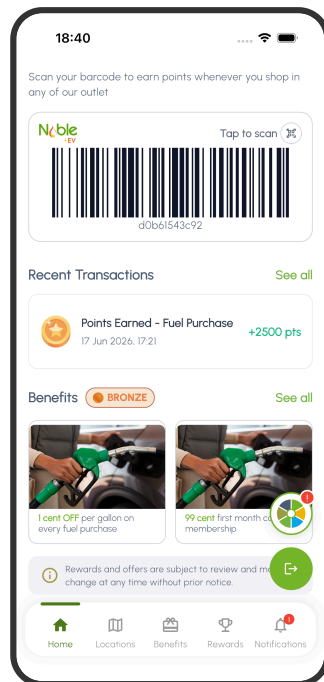 18:40
Scan your barcode to earn points whenever you shop in
any of our outlet
Noble
EV
Tap to scan
d0b61543c92
Recent Transactions
See all
Points Earned - Fuel Purchase
17 Jun 2026, 17:21
+2500 pts
Benefits
BRONZE
See all
1 cent OFF per gallon on
every fuel purchase
99 cent first month
membership
1
Rewards and offers are subject to review and
change at any time without prior notice.
Home
Locations
Benefits
Rewards
Notifications
1